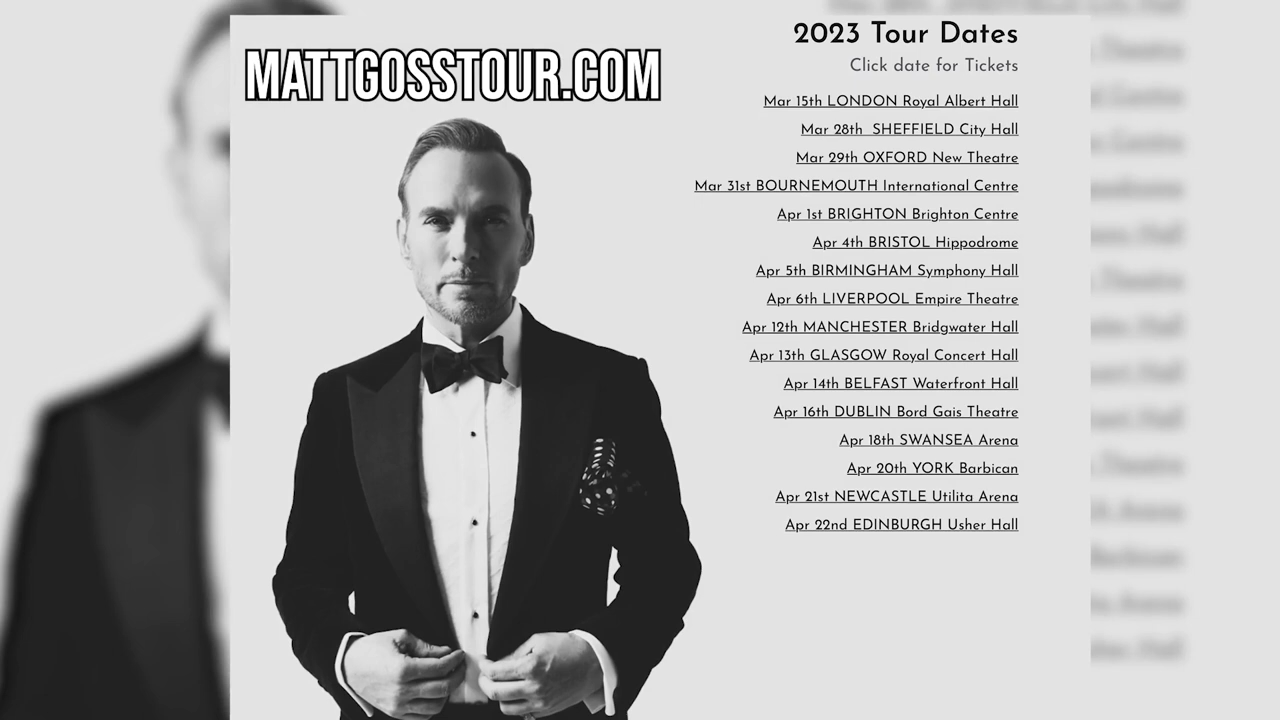 MATTGOSSTOUR.COM
2023 Tour Dates
Click date for Tickets
Mar 15th LONDON Royal Albert Hall
Mar 28th SHEFFIELD City Hall
Mar 29th OXFORD New Theatre
Mar 31st BOURNEMOUTH International Centre
Apr 1st BRIGHTON Brighton Centre
Apr 4th BRISTOL Hippodrome
Apr 5th BIRMINGHAM Symphony Hall
Apr 6th LIVERPOOL Empire Theatre
Apr 12th MANCHESTER Bridgwater Hall
Apr 13th GLASGOW Royal Concert Hall
Apr 14th BELFAST Waterfront Hall
Apr 16th DUBLIN Bord Gais Theatre
Apr 18th SWANSEA Arena
Apr 20th YORK Barbican
Apr 21st NEWCASTLE Utilita Arena
Apr 22nd EDINBURGH Usher Hall